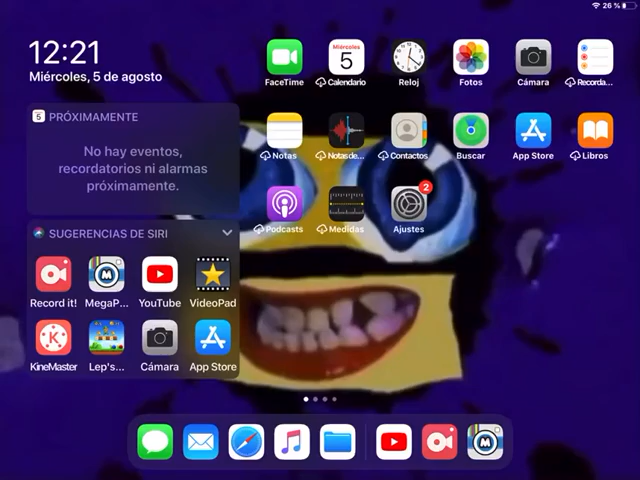 26 %
12:21
Miércoles, 5 de agosto
PRÓXIMAMENTE
5
No hay eventos,
recordatorios ni alarmas
próximamente.
SUGERENCIAS DE SIRI
Record it!
MegaP...
YouTube
VideoPad
KineMaster
Lep's...
Cámara
App Store
Miércoles
5
FaceTime
Calendario
Reloj
Fotos
Cámara
Recorda...
Notas
Notas de...
Contactos
Buscar
App Store
Libros
2
Podcasts
Medidas
Ajustes